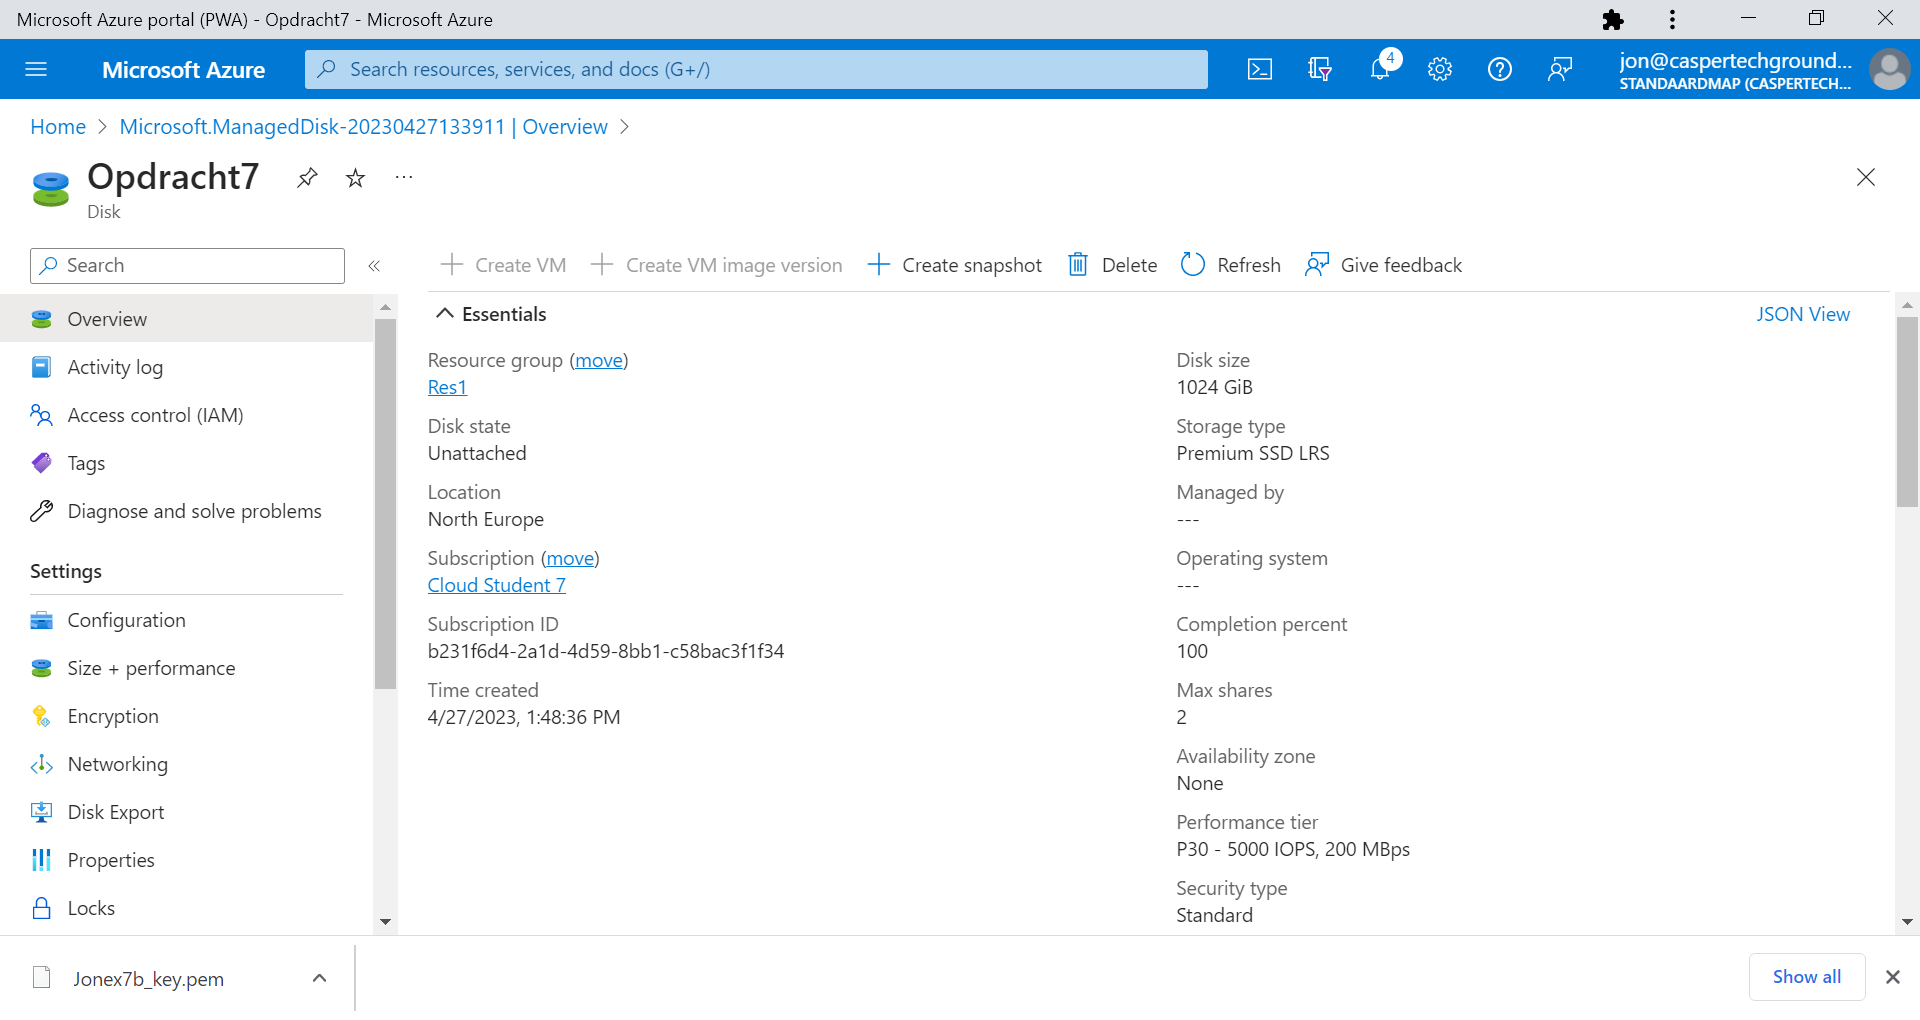 Microsoft Azure portal (PWA) - Opdracht7 - Microsoft Azure
Microsoft Azure
Search resources, services, and docs (G+/)
4
jon@caspertechground...
STANDAARDMAP (CASPERTECH...
Home > Microsoft.ManagedDisk-20230427133911 | Overview >
Opdracht7
...
Disk
Search
«
Create VM
Create VM image version
Create snapshot
Delete
Refresh
Give feedback
Overview
Activity log
Access control (IAM)
Tags
Diagnose and solve problems
Settings
Configuration
Size + performance
Encryption
Networking
Disk Export
Properties
Locks
Essentials
JSON View
Resource group (move)
Res1
Disk state
Unattached
Location
North Europe
Subscription (move)
Cloud Student 7
Subscription ID
b231f6d4-2a1d-4d59-8bb1-c58bac3f1f34
Time created
4/27/2023, 1:48:36 PM
Disk size
1024 GiB
Storage type
Premium SSD LRS
Managed by
---
Operating system
---
Completion percent
100
Max shares
2
Availability zone
None
Performance tier
P30 - 5000 IOPS, 200 MBps
Security type
Standard
Jonex7b_key.pem
Show all